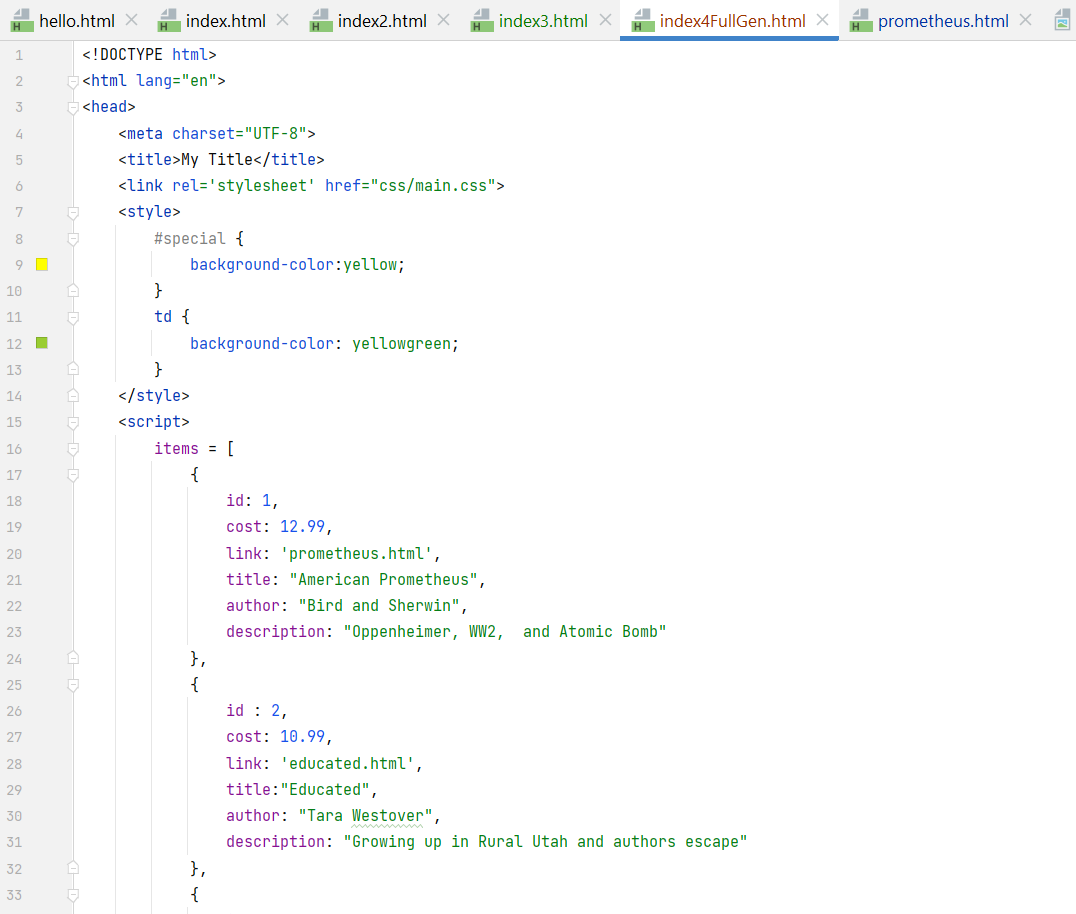 hello.html index.html index2.html index3.html index4FullGen.html prometheus.html
1 <!DOCTYPE html>
2 <html lang="en">
3 <head>
4     <meta charset="UTF-8">
5     <title>My Title</title>
6     <link rel='stylesheet' href="css/main.css">
7     <style>
8         #special {
9             background-color:yellow;
10         }
11         td {
12             background-color: yellowgreen;
13         }
14     </style>
15     <script>
16         items = [
17             {
18                 id: 1,
19                 cost: 12.99,
20                 link: 'prometheus.html',
21                 title: "American Prometheus",
22                 author: "Bird and Sherwin",
23                 description: "Oppenheimer, WW2,  and Atomic Bomb"
24             },
25             {
26                 id : 2,
27                 cost: 10.99,
28                 link: 'educated.html',
29                 title:"Educated",
30                 author: "Tara Westover",
31                 description: "Growing up in Rural Utah and authors escape"
32             },
33             {